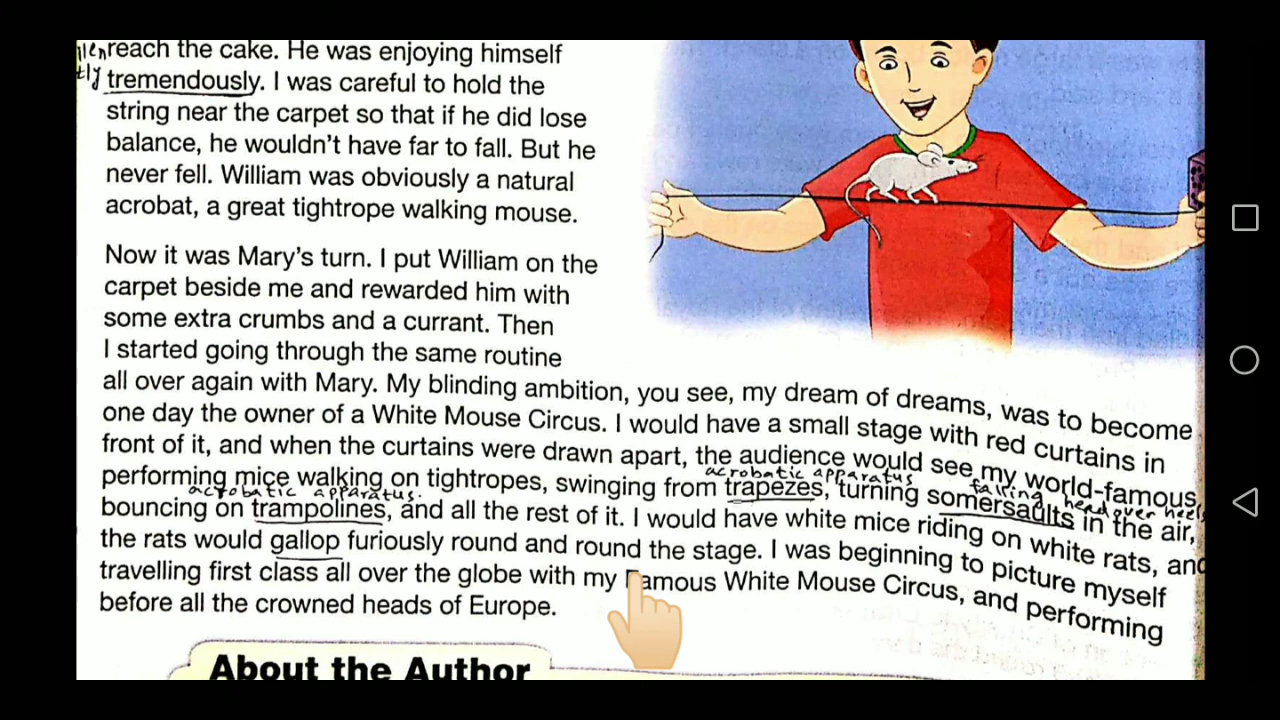 reach the cake. He was enjoying himself
tly tremendously. I was careful to hold the
string near the carpet so that if he did lose
balance, he wouldn't have far to fall. But he
never fell. William was obviously a natural
acrobat, a great tightrope walking mouse.
Now it was Mary's turn. I put William on the
carpet beside me and rewarded him with
some extra crumbs and a currant. Then
I started going through the same routine
all over again with Mary. My blinding ambition, you see, my dream of dreams, was to become
one day the owner of a White Mouse Circus. I would have a small stage with red curtains in
front of it, and when the curtains were drawn apart, the audience would see my world-famous
acrobatic apparatus
performing mice walking on tightropes, swinging from trapezes, turning somersaults in the air,
acrobatic apparatus. falling head over heels
bouncing on trampolines, and all the rest of it. I would have white mice riding on white rats, and
the rats would gallop furiously round and round the stage. I was beginning to picture myself
travelling first class all over the globe with my Famous White Mouse Circus, and performing
before all the crowned heads of Europe.
About the Author